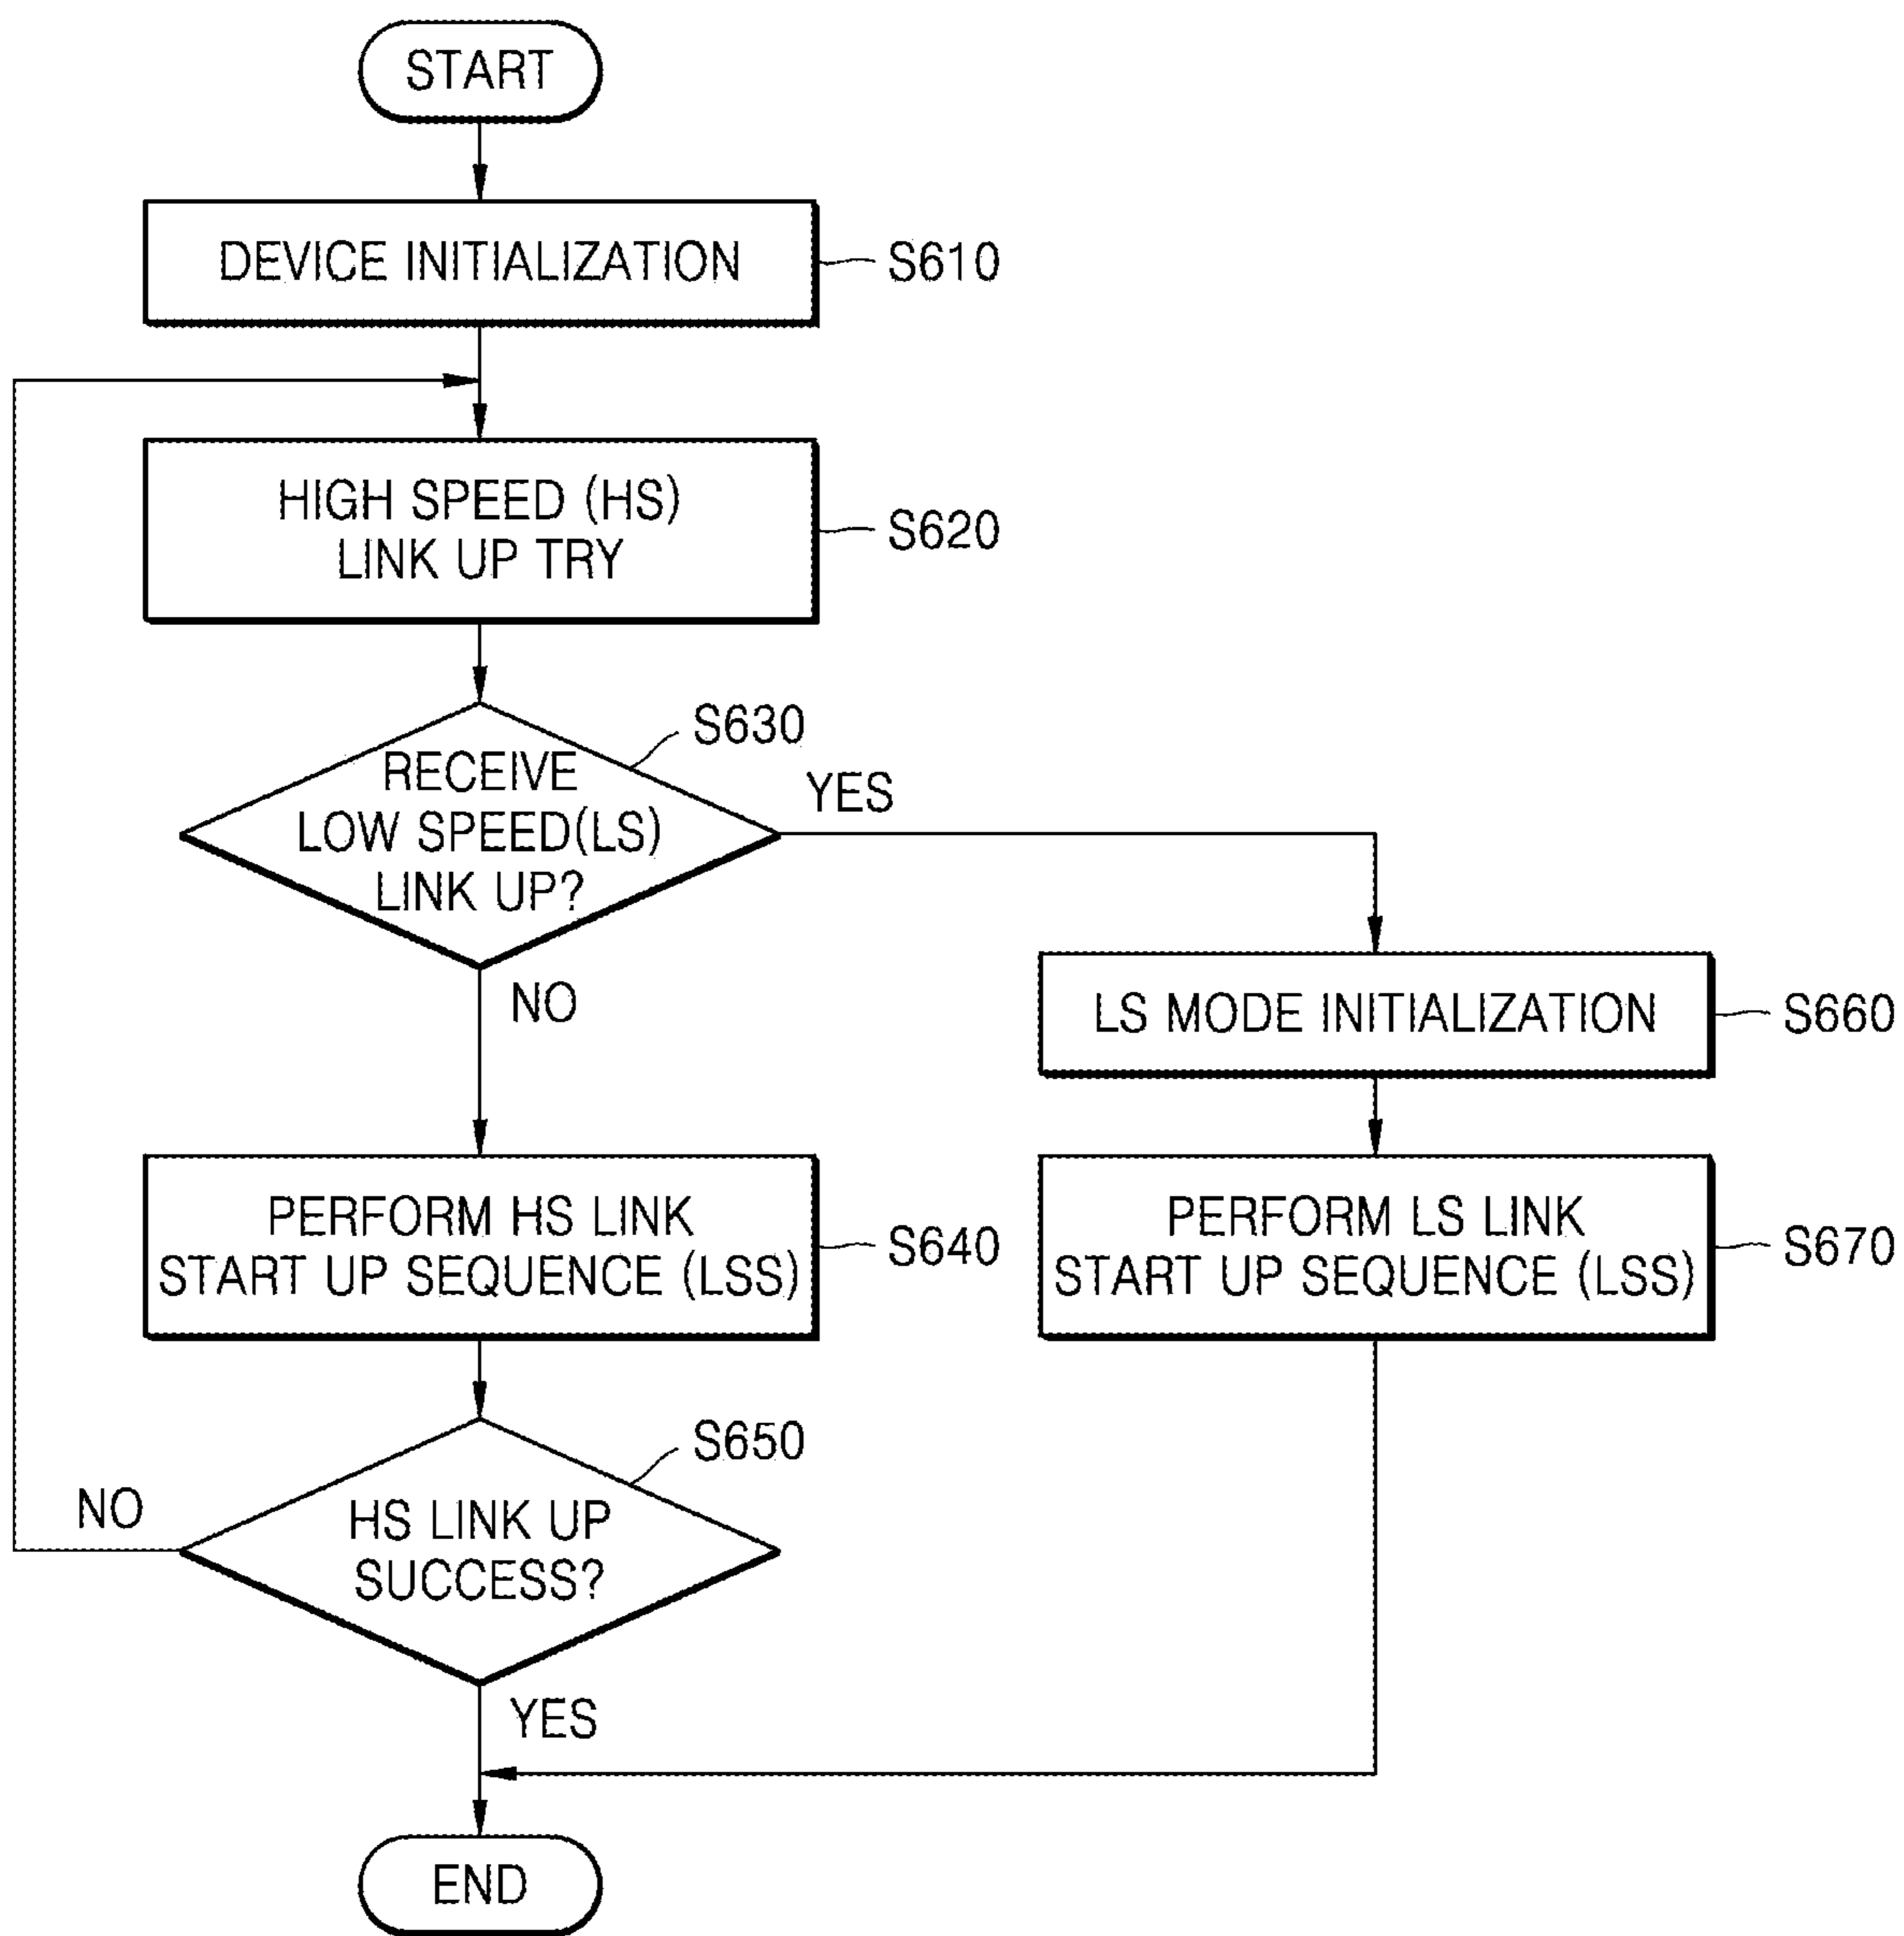 START
DEVICE INITIALIZATION
S610
HIGH SPEED (HS)
LINK UP TRY
S620
S630
RECEIVE
LOW SPEED(LS)
LINK UP?
YES
NO
LS MODE INITIALIZATION
S660
PERFORM HS LINK
START UP SEQUENCE (LSS)
S640
PERFORM LS LINK
START UP SEQUENCE (LSS)
S670
S650
HS LINK UP
SUCCESS?
NO
YES
END